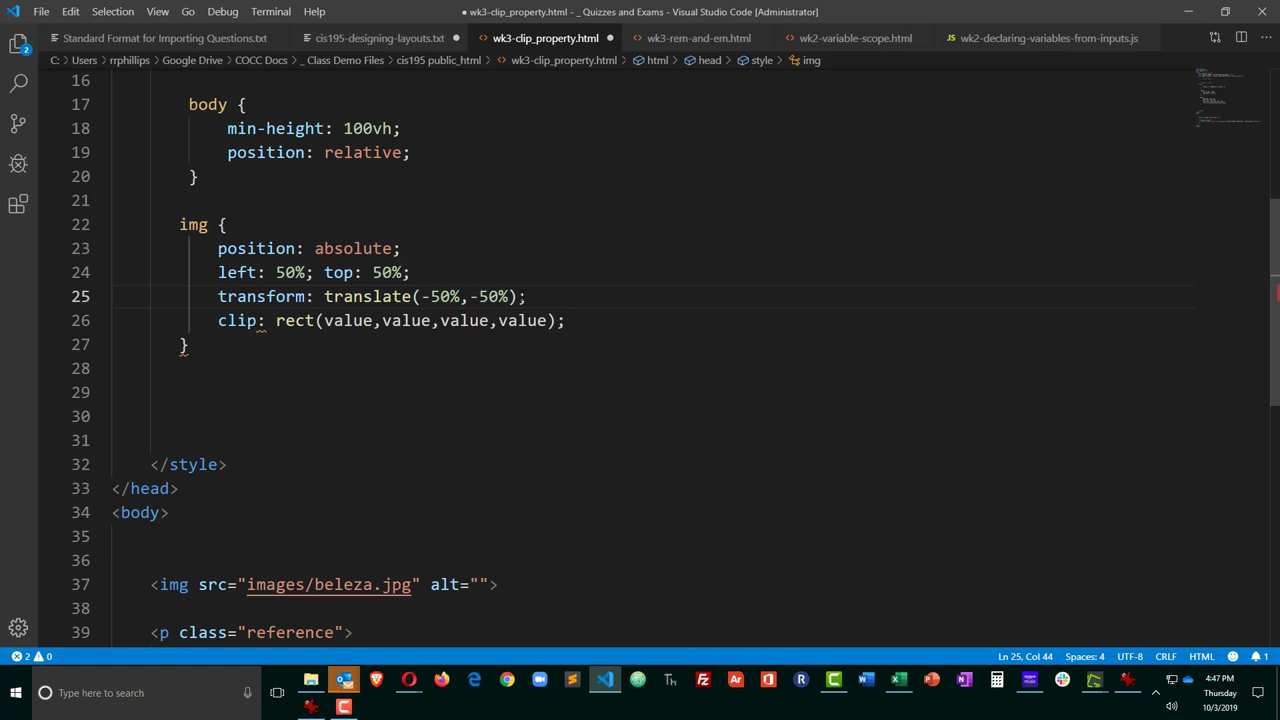 File Edit Selection View Go Debug Terminal Help
● wk3-clip_property.html - _ Quizzes and Exams - Visual Studio Code [Administrator]
Standard Format for Importing Questions.txt cis195-designing-layouts.txt wk3-clip_property.html wk3-rem-and-em.html wk2-variable-scope.html JS wk2-declaring-variables-from-inputs.js
C: > Users > rrphillips > Google Drive > COCC Docs > _ Class Demo Files > cis195 public_html > wk3-clip_property.html > html > head > style > img
16
17 body {
18 min-height: 100vh;
19 position: relative;
20 }
21
22 img {
23 position: absolute;
24 left: 50%; top: 50%;
25 transform: translate(-50%,-50%);
26 clip: rect(value,value,value,value);
27 }
28
29
30
31
32 </style>
33 </head>
34 <body>
35
36
37 <img src="images/beleza.jpg" alt="">
38
39 <p class="reference">
2 0 Ln 25, Col 44 Spaces: 4 UTF-8 CRLF HTML 1
Type here to search
4:47 PM
Thursday
10/3/2019